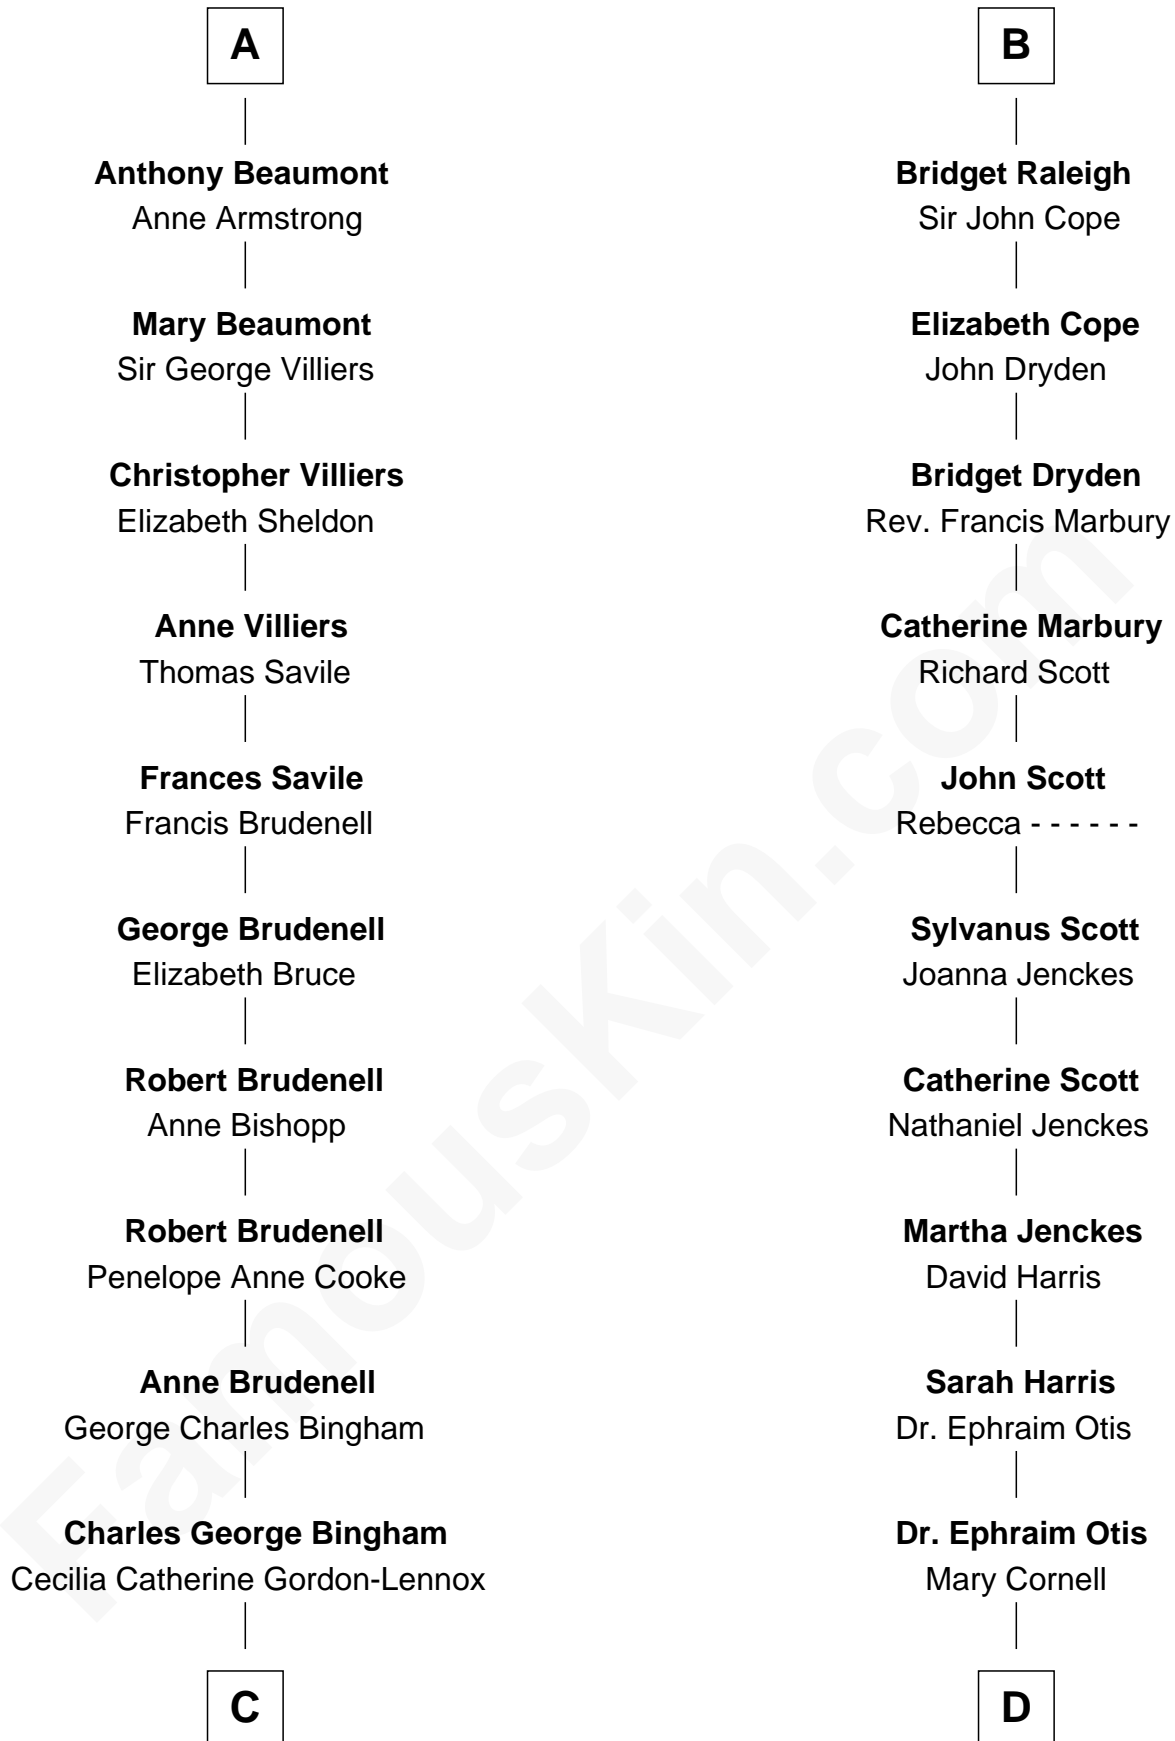 A
Anthony Beaumont
Anne Armstrong
Mary Beaumont
Sir George Villiers
Christopher Villiers
Elizabeth Sheldon
Anne Villiers
Thomas Savile
Frances Savile
Francis Brudenell
George Brudenell
Elizabeth Bruce
Robert Brudenell
Anne Bishopp
Robert Brudenell
Penelope Anne Cooke
Anne Brudenell
George Charles Bingham
Charles George Bingham
Cecilia Catherine Gordon-Lennox
C
B
Bridget Raleigh
Sir John Cope
Elizabeth Cope
John Dryden
Bridget Dryden
Rev. Francis Marbury
Catherine Marbury
Richard Scott
John Scott
Rebecca - - - - - -
Sylvanus Scott
Joanna Jenckes
Catherine Scott
Nathaniel Jenckes
Martha Jenckes
David Harris
Sarah Harris
Dr. Ephraim Otis
Dr. Ephraim Otis
Mary Cornell
D
FamousKin.com